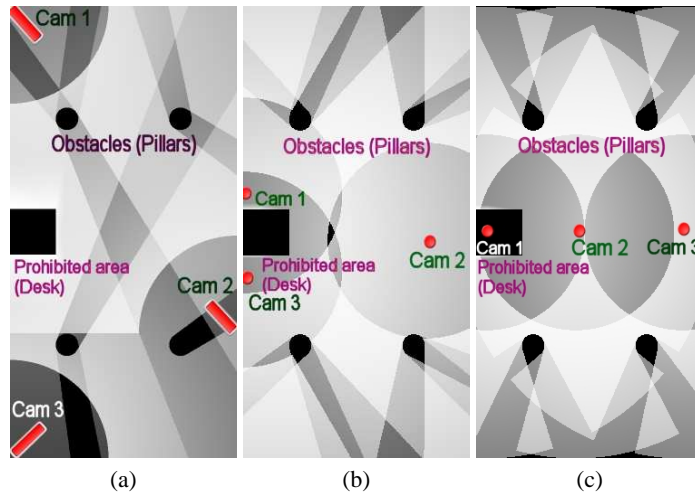 Cam 1
Obstacles (Pillars)
Prohibited area
(Desk)
Cam 2
Cam 3
(a)
Obstacles (Pillars)
Cam 1
Cam 2
Prohibited area
(Desk)
Cam 3
(b)
Obstacles (Pillars)
Cam 1
Cam 2
Cam 3
Prohibited area
(Desk)
(c)